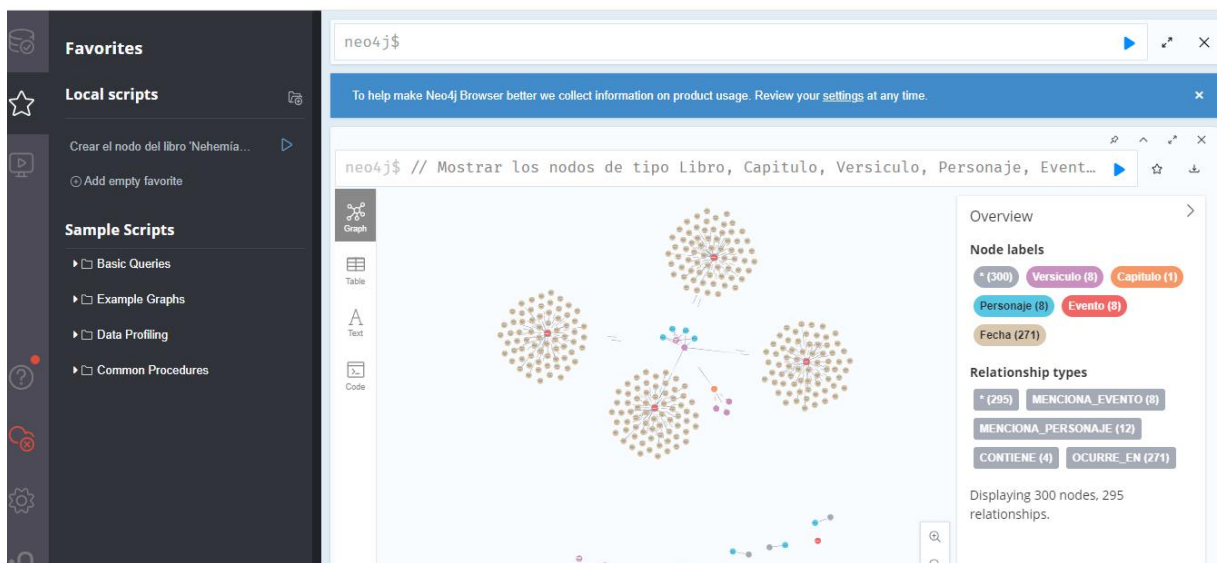 Favorites
Local scripts
Crear el nodo del libro 'Nehemía...
Add empty favorite
Sample Scripts
Basic Queries
Example Graphs
Data Profiling
Common Procedures
neo4j$
To help make Neo4j Browser better we collect information on product usage. Review your settings at any time.
neo4j$ // Mostrar los nodos de tipo Libro, Capitulo, Versiculo, Personaje, Event…
Graph
Table
A
Text
Code
Overview
Node labels
* (300) Versiculo (8) Capitulo (1)
Personaje (8) Evento (8)
Fecha (271)
Relationship types
* (295) MENCIONA_EVENTO (8)
MENCIONA_PERSONAJE (12)
CONTIENE (4) OCURRE_EN (271)
Displaying 300 nodes, 295
relationships.